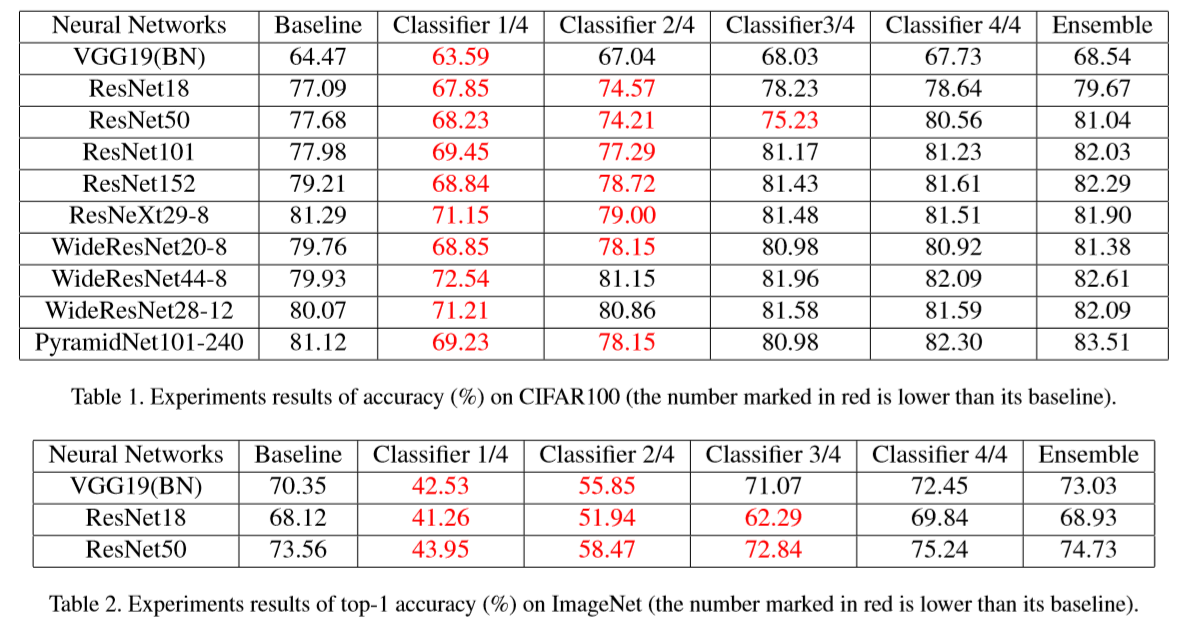 Neural Networks Baseline Classifier 1/4 Classifier 2/4 Classifier3/4 Classifier 4/4 Ensemble
VGG19(BN) 64.47 63.59 67.04 68.03 67.73 68.54
ResNet18 77.09 67.85 74.57 78.23 78.64 79.67
ResNet50 77.68 68.23 74.21 75.23 80.56 81.04
ResNet101 77.98 69.45 77.29 81.17 81.23 82.03
ResNet152 79.21 68.84 78.72 81.43 81.61 82.29
ResNeXt29-8 81.29 71.15 79.00 81.48 81.51 81.90
WideResNet20-8 79.76 68.85 78.15 80.98 80.92 81.38
WideResNet44-8 79.93 72.54 81.15 81.96 82.09 82.61
WideResNet28-12 80.07 71.21 80.86 81.58 81.59 82.09
PyramidNet101-240 81.12 69.23 78.15 80.98 82.30 83.51
Table 1. Experiments results of accuracy (%) on CIFAR100 (the number marked in red is lower than its baseline).
Neural Networks Baseline Classifier 1/4 Classifier 2/4 Classifier 3/4 Classifier 4/4 Ensemble
VGG19(BN) 70.35 42.53 55.85 71.07 72.45 73.03
ResNet18 68.12 41.26 51.94 62.29 69.84 68.93
ResNet50 73.56 43.95 58.47 72.84 75.24 74.73
Table 2. Experiments results of top-1 accuracy (%) on ImageNet (the number marked in red is lower than its baseline).